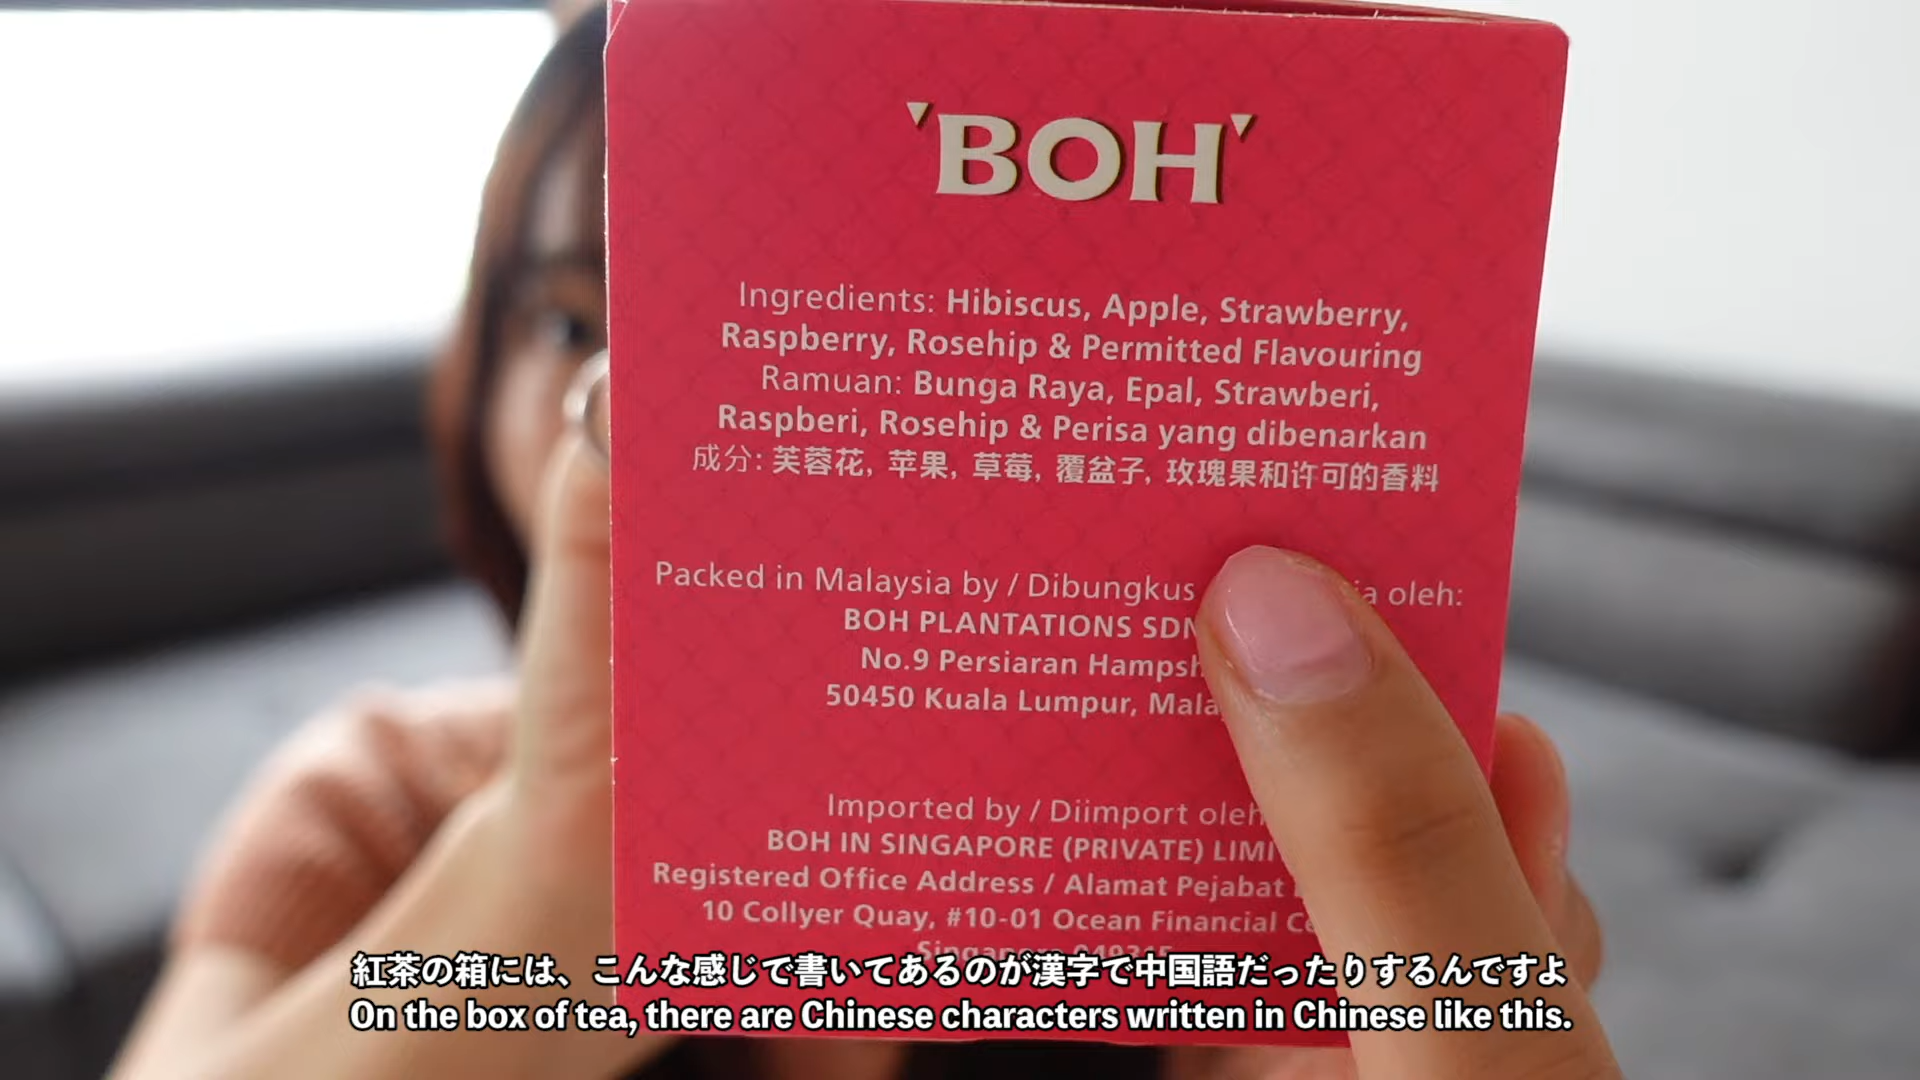 'BOH'
Ingredients: Hibiscus, Apple, Strawberry,
Raspberry, Rosehip & Permitted Flavouring
Ramuan: Bunga Raya, Epal, Strawberi,
Raspberi, Rosehip & Perisa yang dibenarkan
成分: 芙蓉花, 苹果, 草莓, 覆盆子, 玫瑰果和许可的香料
Packed in Malaysia by / Dibungkus oleh:
BOH PLANTATIONS
No.9 Persiaran
50450 Kuala Lumpur,
Imported by / Diimport
BOH IN SINGAPORE (PRIVATE)
Registered Office Address / Alamat Pejabat
10 Collyer Quay, #10-01 Ocean Financial
紅茶の箱には、こんな感じで書いてあるのが漢字で中国語だったりするんですよ
On the box of tea, there are Chinese characters written in Chinese like this.